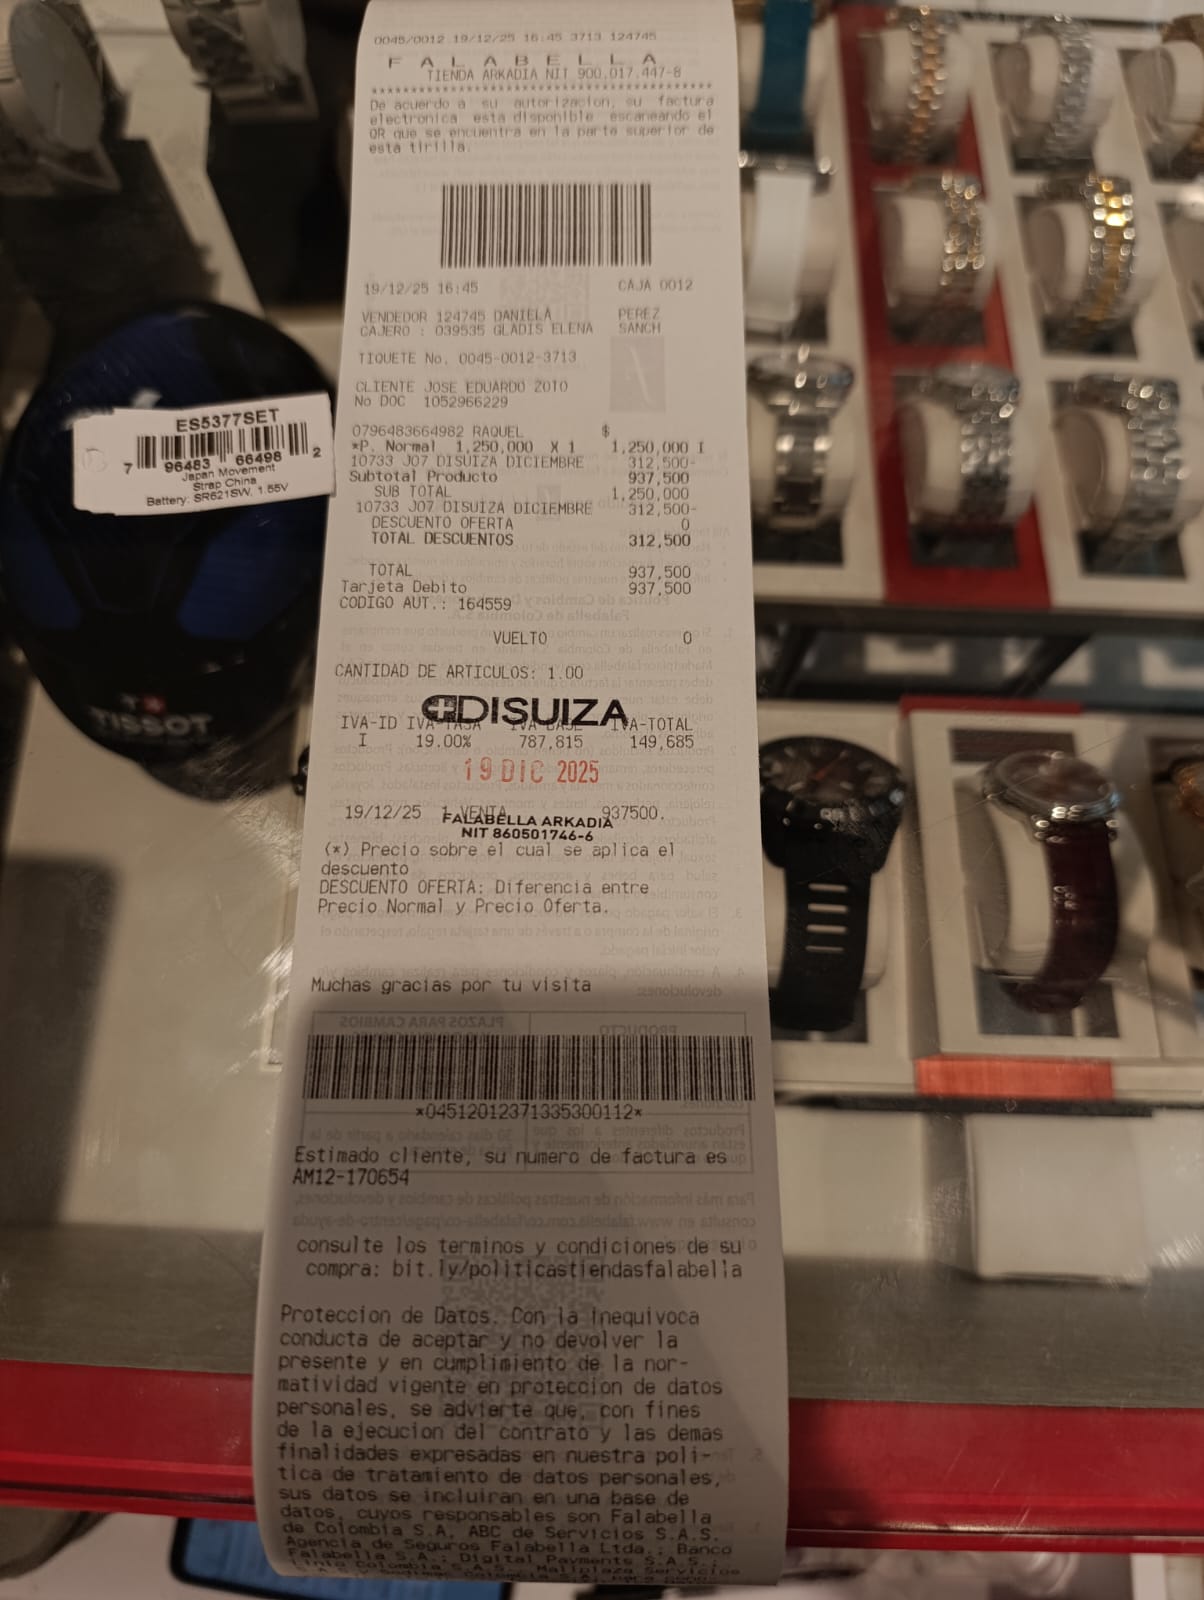 0045/0012 19/12/25 16:45 3713 124745
F A L A B E L L A
TIENDA ARKADIA NIT 900.017.447-8
De acuerdo a su autorizacion, su factura
electronica esta disponible escaneando el
QR que se encuentra en la parte superior de
esta tirilla.
19/12/25 16:45 CAJA 0012
VENDEDOR 124745 DANIELA PEREZ
CAJERO : 039535 GLADIS ELENA SANCH
TIQUETE No. 0045-0012-3713
CLIENTE JOSE EDUARDO ZOTO
No DOC 1052966229
0796483664982 RAQUEL $
*P. Normal 1,250,000 X 1 1,250,000 I
10733 J07 DISUIZA DICIEMBRE 312,500-
Subtotal Producto 937,500
SUB TOTAL 1,250,000
10733 J07 DISUIZA DICIEMBRE 312,500-
DESCUENTO OFERTA 0
TOTAL DESCUENTOS 312,500
TOTAL 937,500
Tarjeta Debito 937,500
CODIGO AUT.: 164559
VUELTO 0
CANTIDAD DE ARTICULOS: 1.00
DISUIZA
IVA-ID IVA-TASA IVA-BASE IVA-TOTAL
I 19.00% 787,815 149,685
19 DIC 2025
19/12/25 1 VENTA 937500.
FALABELLA ARKADIA
NIT 860501746-6
(*) Precio sobre el cual se aplica el
descuento
DESCUENTO OFERTA: Diferencia entre
Precio Normal y Precio Oferta.
Muchas gracias por tu visita
*04512012371335300112*
Estimado cliente, su numero de factura es
AM12-170654
consulte los terminos y condiciones de su
compra: bit.ly/politicastiendasfalabella
Proteccion de Datos. Con la inequivoca
conducta de aceptar y no devolver la
presente y en cumplimiento de la nor-
matividad vigente en proteccion de datos
personales, se advierte que, con fines
de la ejecucion del contrato y las demas
finalidades expresadas en nuestra poli-
tica de tratamiento de datos personales,
sus datos se incluiran en una base de
datos, cuyos responsables son Falabella
de Colombia S.A, ABC de Servicios S.A.S.
Agencia de Seguros Falabella Ltda.; Banco
Falabella S.A.; Digital Payments S.A.S.;
ES5377SET
7 96483 66498 2
Japan Movement
Strap China
Battery: SR621SW, 1.55V
TISSOT